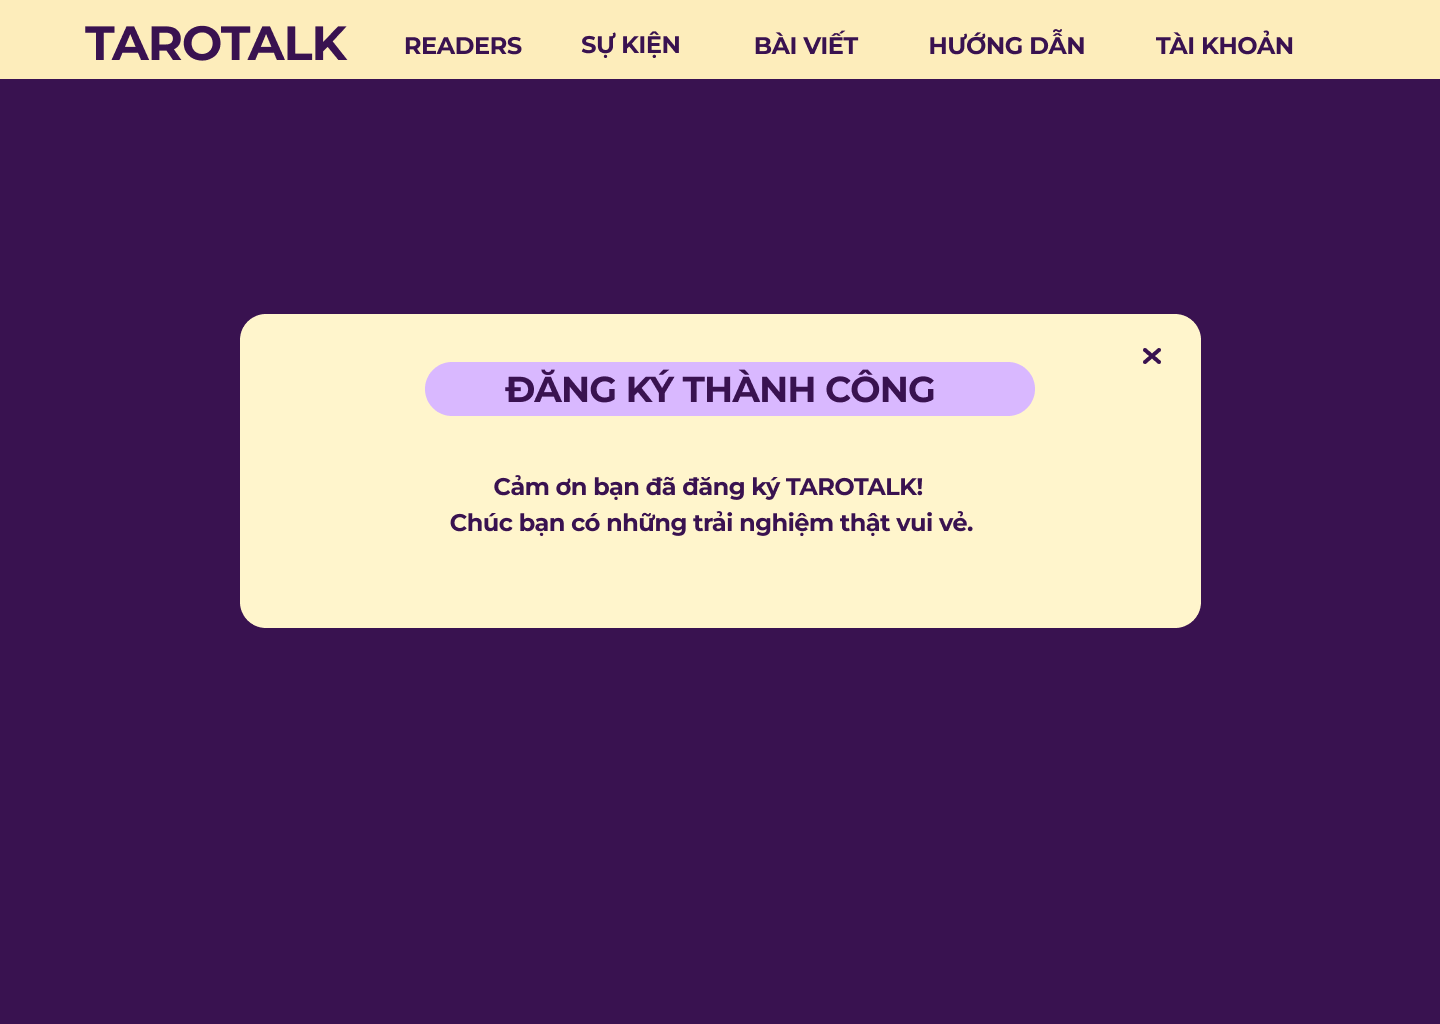 TAROTALK READERS SỰ KIỆN BÀI VIẾT HƯỚNG DẪN TÀI KHOẢN
ĐĂNG KÝ THÀNH CÔNG
Cảm ơn bạn đã đăng ký TAROTALK!
Chúc bạn có những trải nghiệm thật vui vẻ.